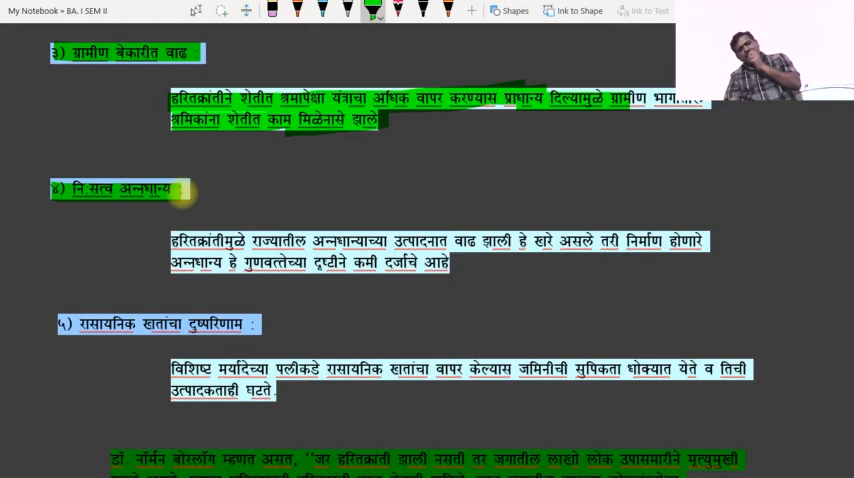 My Notebook » BA. I SEM II
Shapes
Ink to Shape
Ink to Text
३) ग्रामीण बेकारीत वाढ :
हरितक्रांतीने शेतीत श्रमापेक्षा यंत्राचा अधिक वापर करण्यास प्राधान्य दिल्यामुळे ग्रामीण भागातील
श्रमिकांना शेतीत काम मिळेनासे झाले
४) नि:सत्व अन्नधान्य :
हरितक्रांतीमुळे राज्यातील अन्नधान्याच्या उत्पादनात वाढ झाली हे खरे असले तरी निर्माण होणारे
अन्नधान्य हे गुणवत्तेच्या दृष्टीने कमी दर्जाचे आहे
५) रासायनिक खतांचा दुष्परिणाम :
विशिष्ट मर्यादेच्या पलीकडे रासायनिक खतांचा वापर केल्यास जमिनीची सुपिकता धोक्यात येते व तिची
उत्पादकताही घटते.
डॉ. नॉर्मन बोरलॉग म्हणत असत, ‘‘जर हरितक्रांती झाली नसती तर जगातील लाखो लोक उपासमारीने मृत्युमुखी